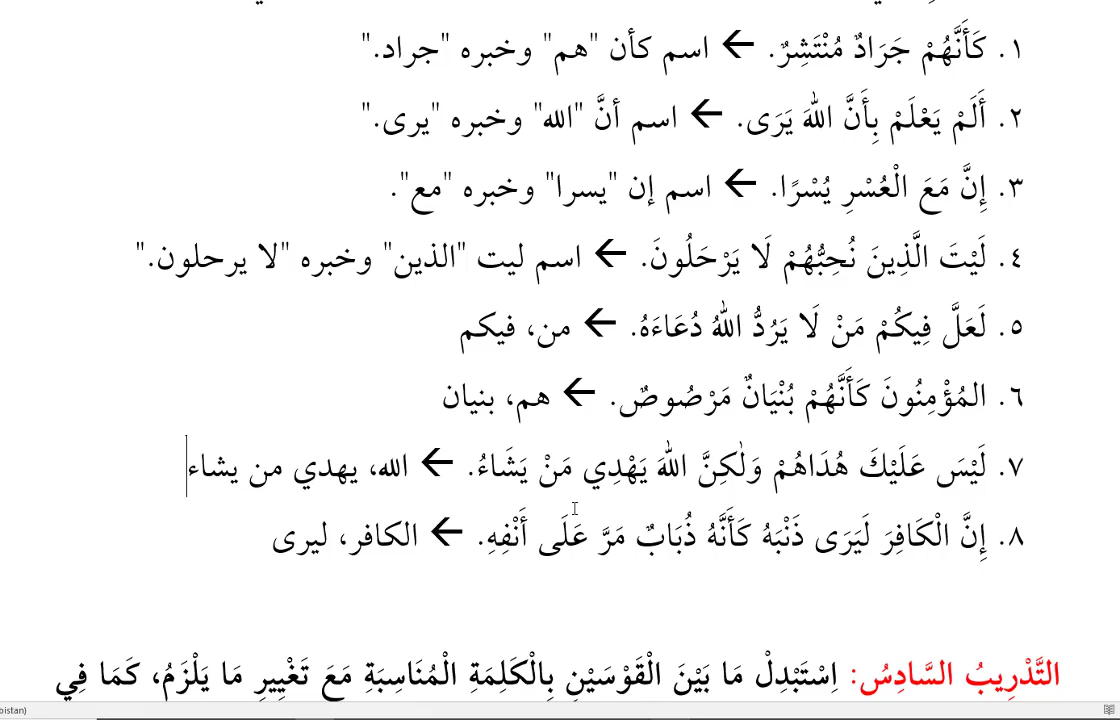 ١. كَأَنَّهُمْ جَرَادٌ مُنْتَشِرٌ. ← اسم كأن "هم" وخبره "جراد."
٢. أَلَمْ يَعْلَمْ بِأَنَّ اللهَ يَرَى. ← اسم أنَّ "الله" وخبره "يرى."
٣. إِنَّ مَعَ الْعُسْرِ يُسْرًا. ← اسم إن "يسرا" وخبره "مع".
٤. لَيْتَ الَّذِينَ نُحِبُّهُمْ لَا يَرْحَلُونَ. ← اسم ليت "الذين" وخبره "لا يرحلون."
٥. لَعَلَّ فِيكُمْ مَنْ لَا يَرُدُّ اللهُ دُعَاءَهُ. ← من، فيكم
٦. المُؤْمِنُونَ كَأَنَّهُمْ بُنْيَانٌ مَرْصُوصٌ. ← هم، بنيان
٧. لَيْسَ عَلَيْكَ هُدَاهُمْ وَلٰكِنَّ اللهَ يَهْدِي مَنْ يَشَاءُ. ← الله، يهدي من يشاء
٨. إِنَّ الْكَافِرَ لَيَرَى ذَنْبَهُ كَأَنَّهُ ذُبَابٌ مَرَّ عَلَى أَنْفِهِ. ← الكافر، ليرى
التَّدْرِيبُ السَّادِسُ: اِسْتَبْدِلْ مَا بَيْنَ الْقَوْسَيْنِ بِالْكَلِمَةِ الْمُنَاسِبَةِ مَعَ تَغْيِيرِ مَا يَلْزَمُ، كَمَا فِي
bistan)